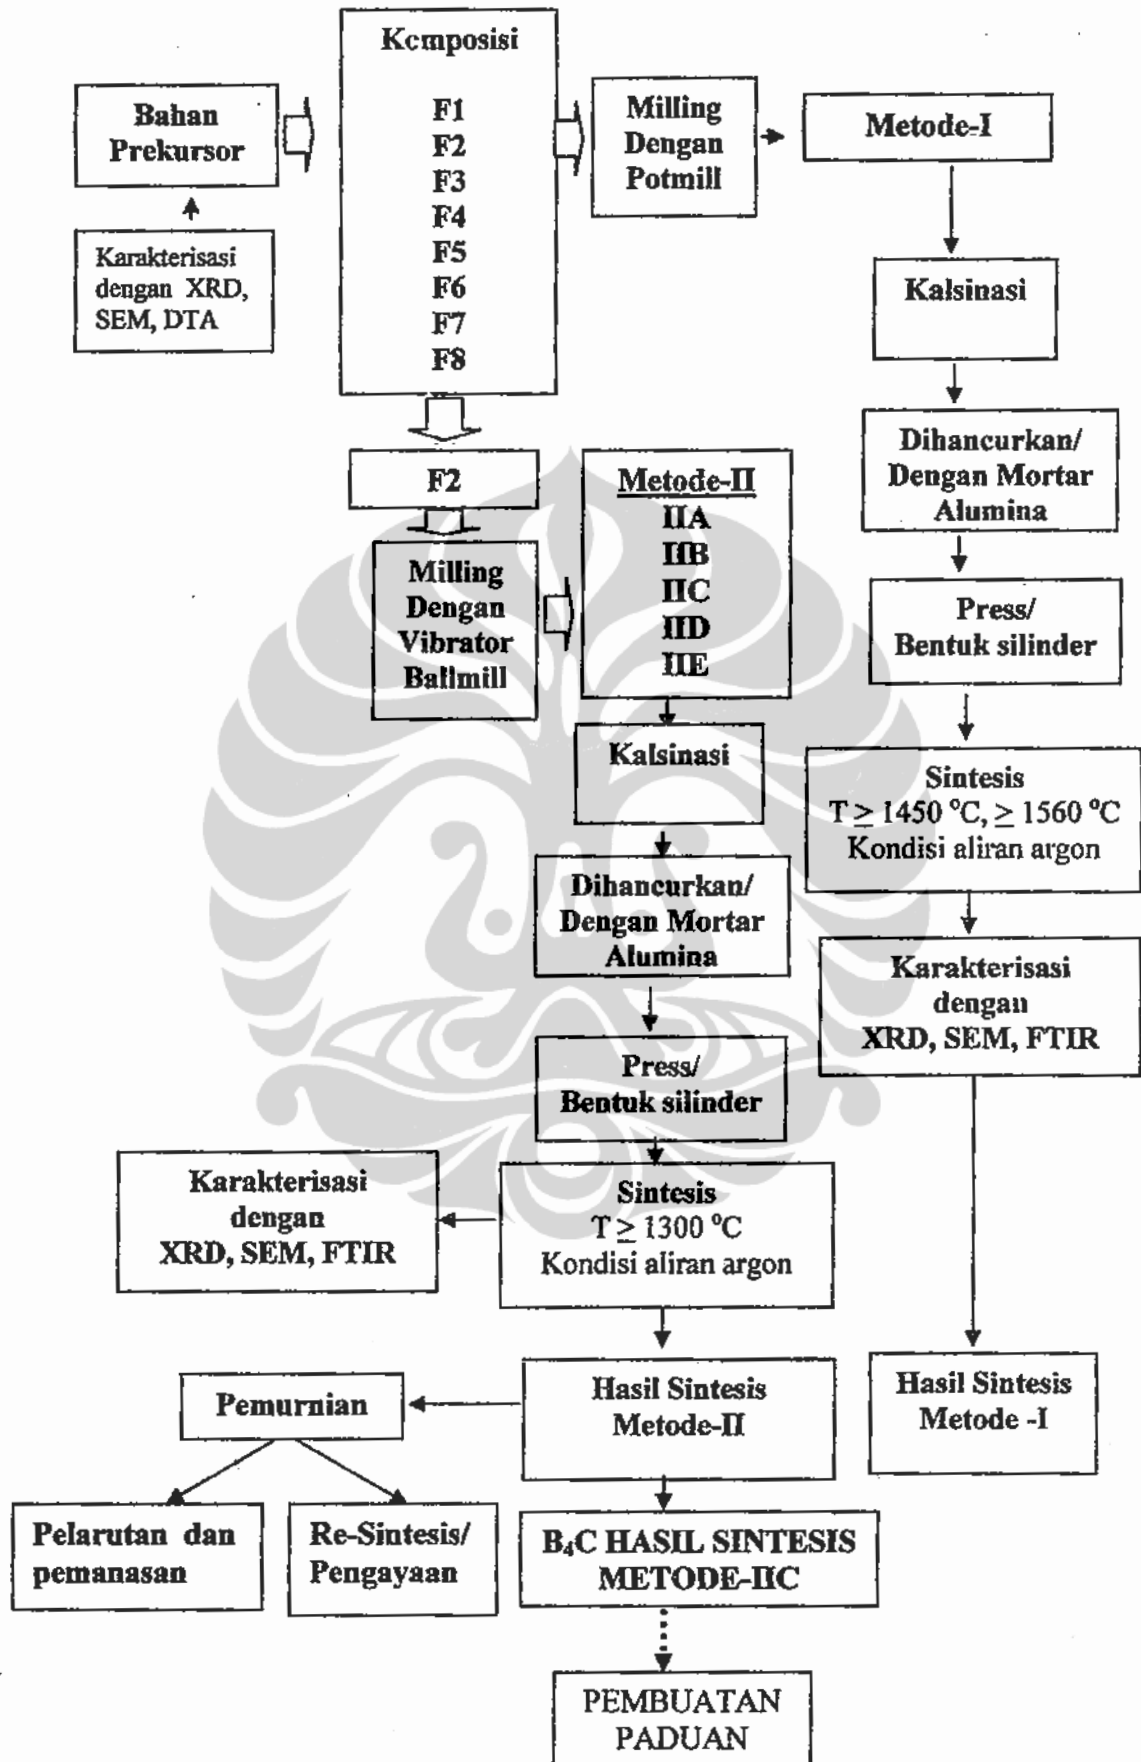 Komposisi
F1
F2
F3
F4
F5
F6
F7
F8
Bahan
Prekursor
Karakterisasi
dengan XRD,
SEM, DTA
Milling
Dengan
Potmill
Metode-I
Kalsinasi
Dihancurkan/
Dengan Mortar
Alumina
Press/
Bentuk silinder
Sintesis
T ≥ 1450 °C, ≥ 1560 °C
Kondisi aliran argon
Karakterisasi
dengan
XRD, SEM, FTIR
Hasil Sintesis
Metode -I
F2
Milling
Dengan
Vibrator
Ballmill
Metode-II
IIA
IIB
IIC
IID
IIE
Kalsinasi
Dihancurkan/
Dengan Mortar
Alumina
Press/
Bentuk silinder
Sintesis
T ≥ 1300 °C
Kondisi aliran argon
Karakterisasi
dengan
XRD, SEM, FTIR
Hasil Sintesis
Metode-II
Pemurnian
Pelarutan dan
pemanasan
Re-Sintesis/
Pengayaan
B₄C HASIL SINTESIS
METODE-IIC
PEMBUATAN
PADUAN